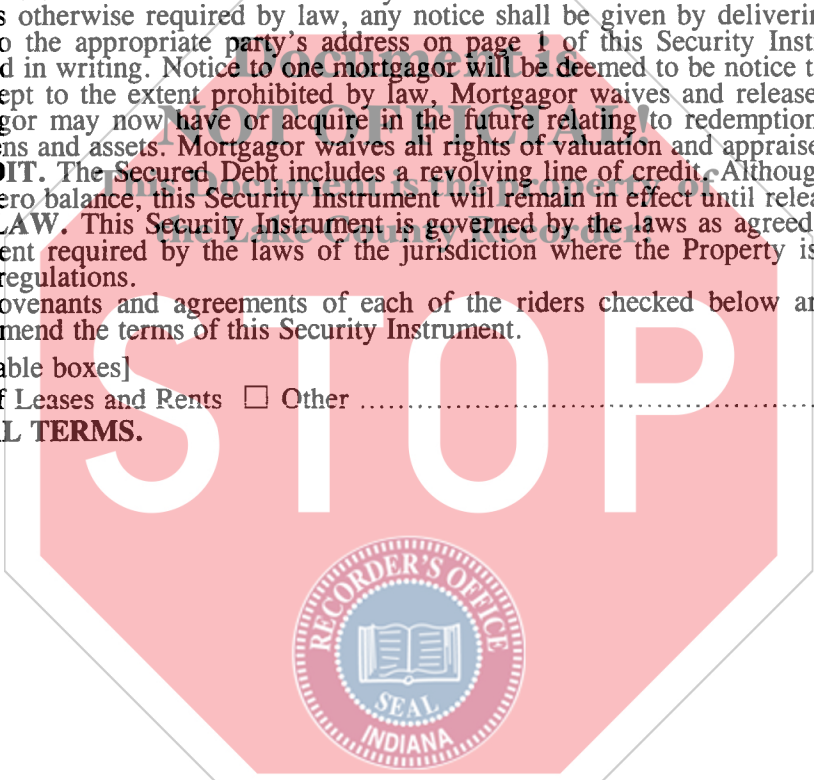 s otherwise required by law, any notice shall be given by deliverin
o the appropriate party's address on page 1 of this Security Inst
d in writing. Notice to one mortgagor will be deemed to be notice t
ept to the extent prohibited by law, Mortgagor waives and release
gor may now have or acquire in the future relating to redemption
ens and assets. Mortgagor waives all rights of valuation and appraise
DIT. The Secured Debt includes a revolving line of credit. Althoug
ero balance, this Security Instrument will remain in effect until relea
LAW. This Security Instrument is governed by the laws as agreed
ent required by the laws of the jurisdiction where the Property is
regulations.
ovenants and agreements of each of the riders checked below ar
mend the terms of this Security Instrument.
able boxes]
f Leases and Rents ☐ Other ....................................................
L TERMS.
Document is
NOT OFFICIAL!
This Document is the property of
the Lake County Recorder!
STOP
RECORDER'S OFFICE
SEAL
INDIANA